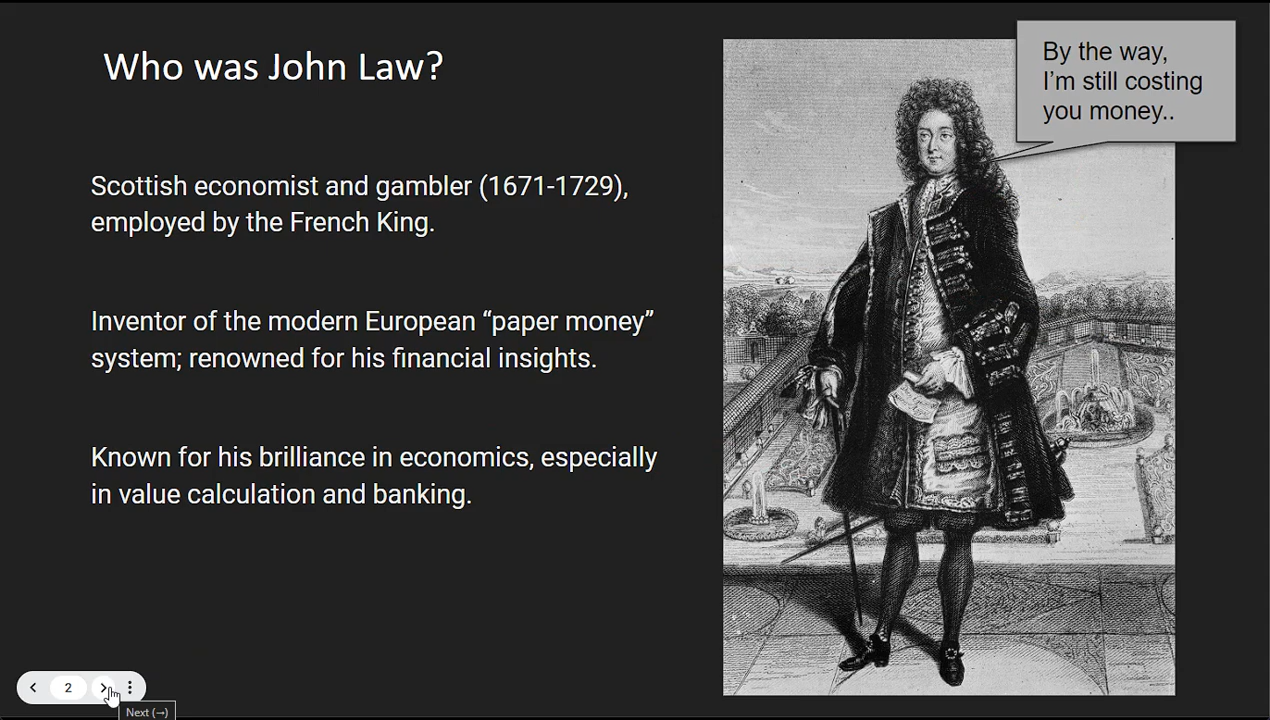 Who was John Law?
By the way,
I'm still costing
you money..
Scottish economist and gambler (1671-1729),
employed by the French King.
Inventor of the modern European “paper money”
system; renowned for his financial insights.
Known for his brilliance in economics, especially
in value calculation and banking.
2
Next (→)